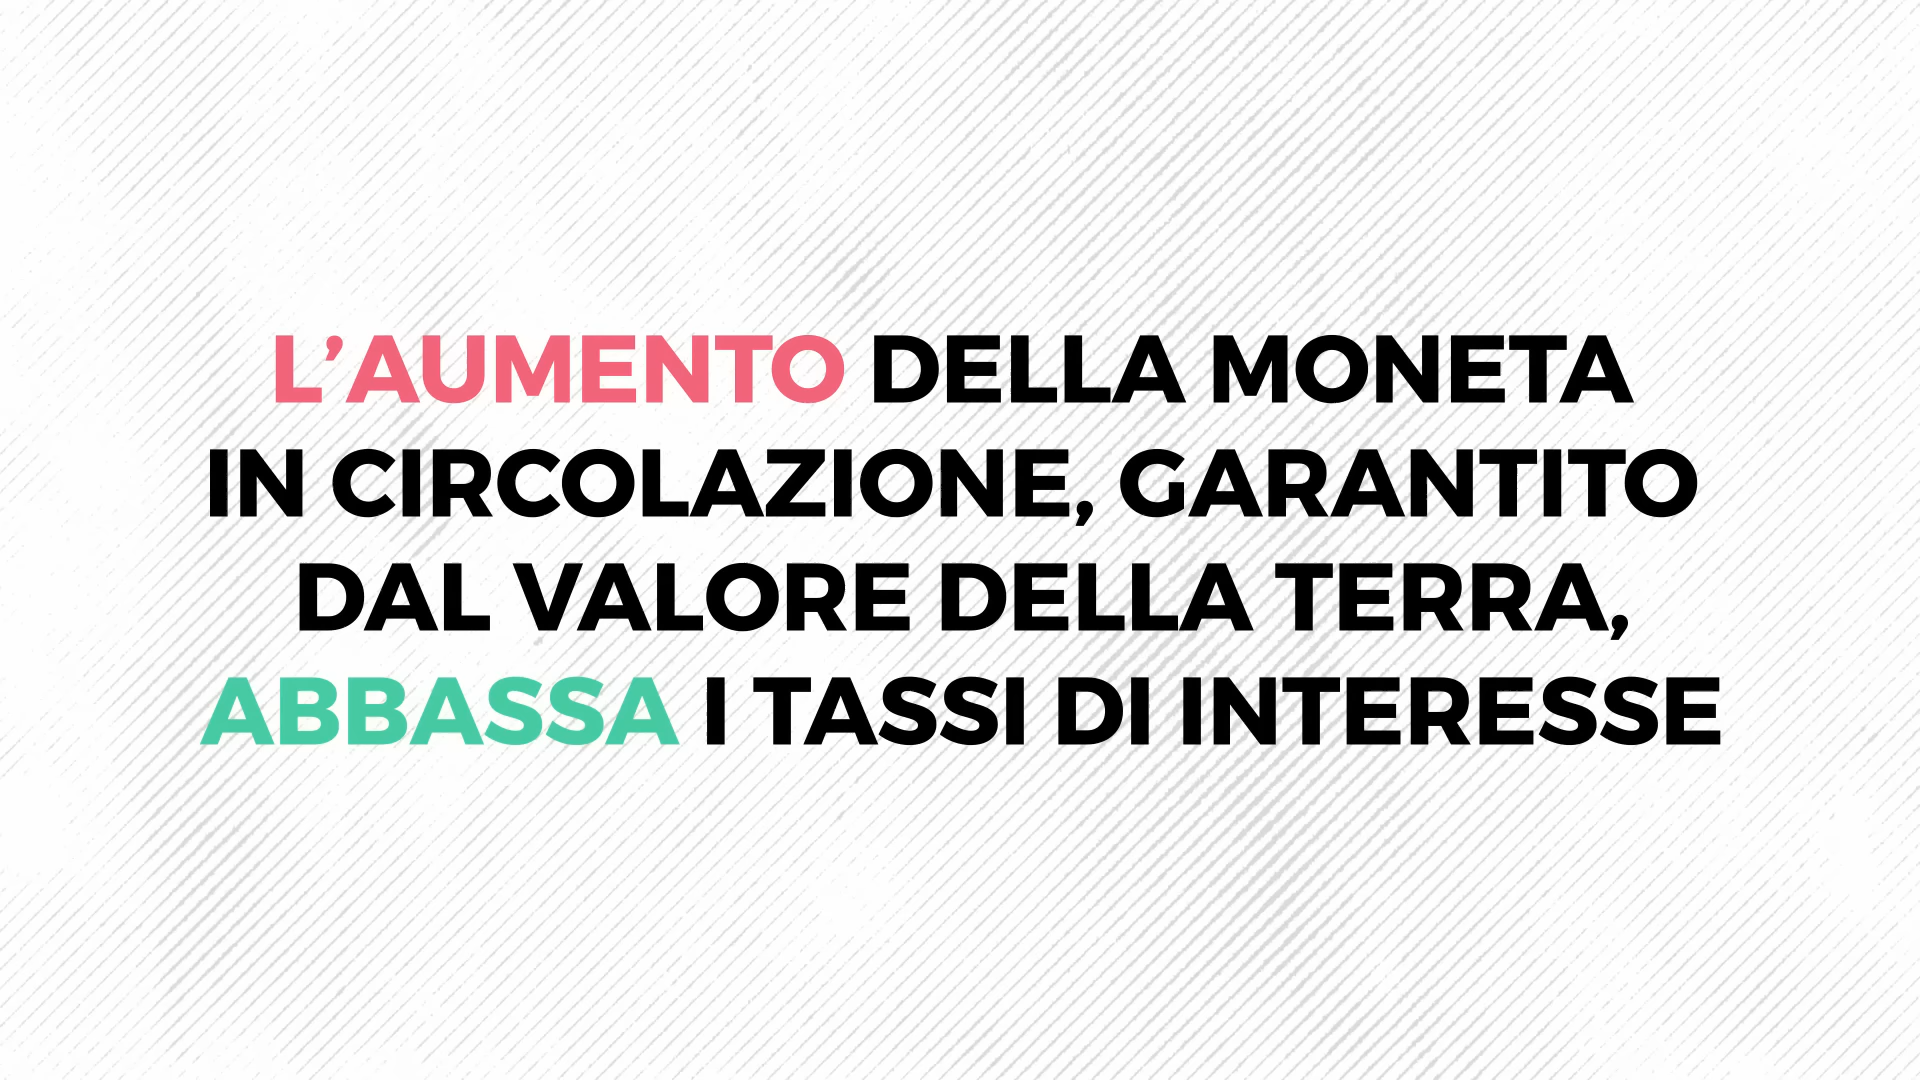 L’AUMENTO DELLA MONETA
IN CIRCOLAZIONE, GARANTITO
DAL VALORE DELLA TERRA,
ABBASSA I TASSI DI INTERESSE